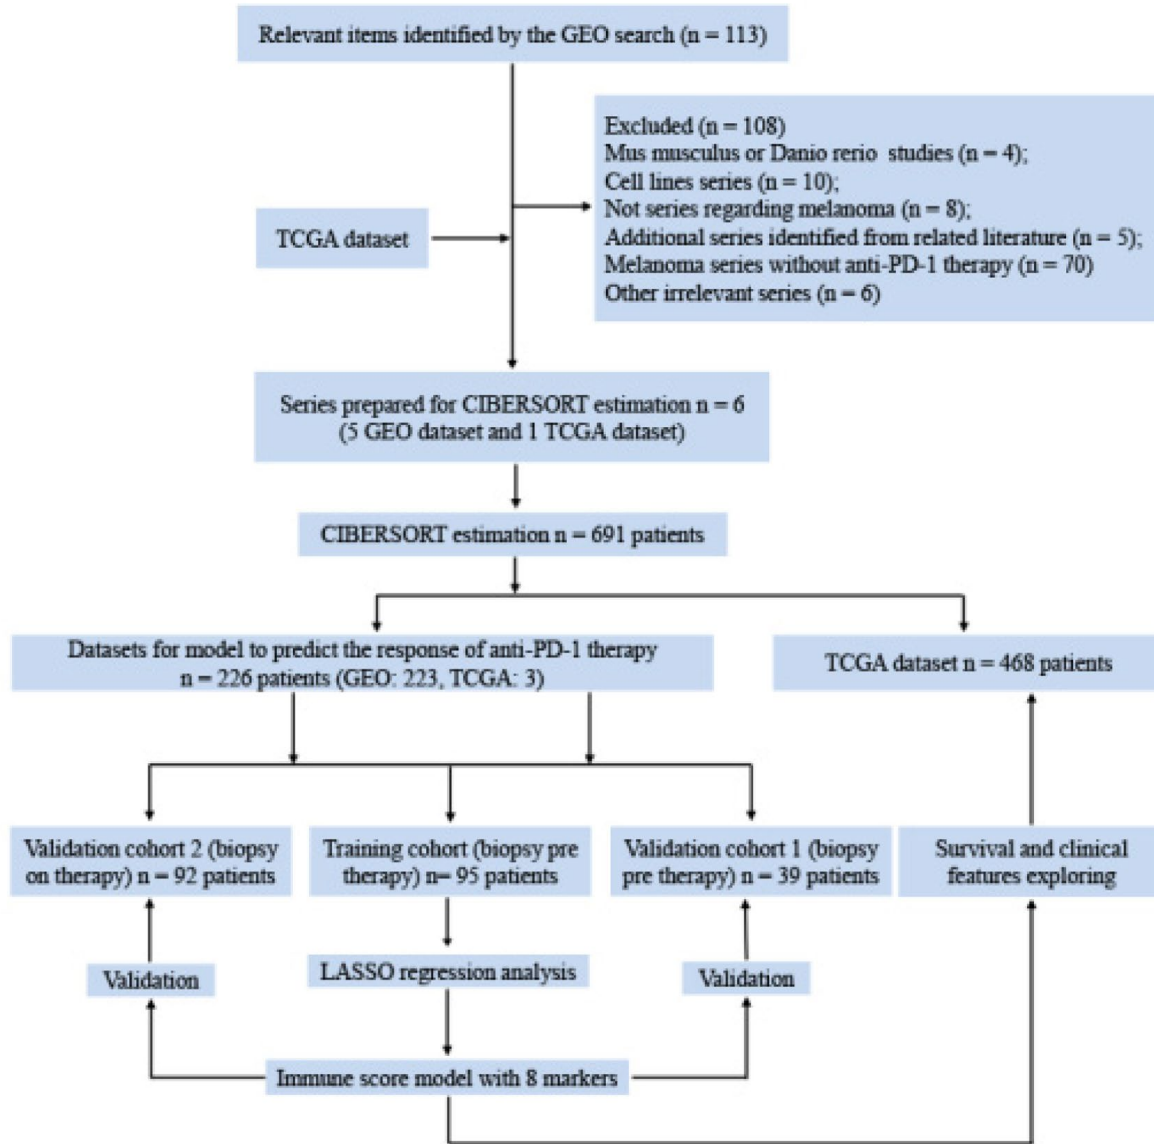 Relevant items identified by the GEO search (n = 113)
Excluded (n = 108)
Mus musculus or Danio rerio studies (n = 4);
Cell lines series (n = 10);
Not series regarding melanoma (n = 8);
Additional series identified from related literature (n = 5);
Melanoma series without anti-PD-1 therapy (n = 70)
Other irrelevant series (n = 6)
TCGA dataset
Series prepared for CIBERSORT estimation n = 6
(5 GEO dataset and 1 TCGA dataset)
CIBERSORT estimation n = 691 patients
Datasets for model to predict the response of anti-PD-1 therapy
n = 226 patients (GEO: 223, TCGA: 3)
TCGA dataset n = 468 patients
Validation cohort 2 (biopsy
on therapy) n = 92 patients
Training cohort (biopsy pre
therapy) n= 95 patients
Validation cohort 1 (biopsy
pre therapy) n = 39 patients
Survival and clinical
features exploring
Validation
LASSO regression analysis
Validation
Immune score model with 8 markers